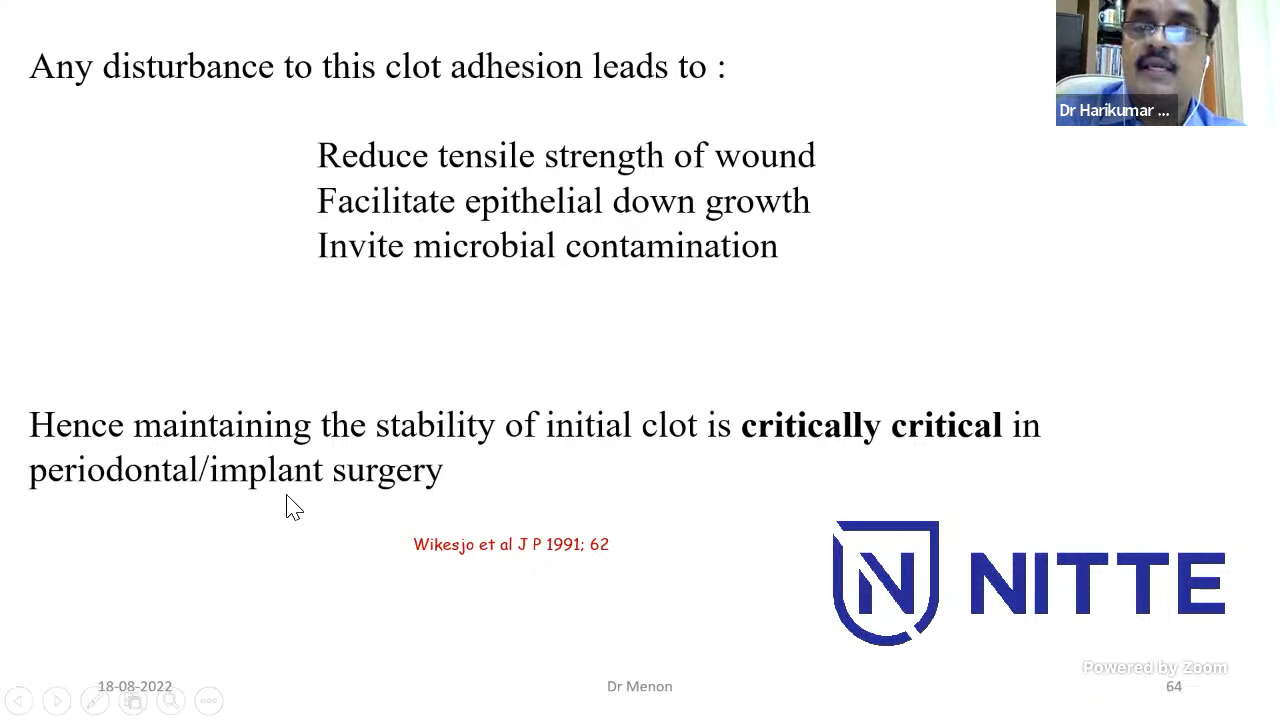 Any disturbance to this clot adhesion leads to :
Reduce tensile strength of wound
Facilitate epithelial down growth
Invite microbial contamination
Hence maintaining the stability of initial clot is critically critical in
periodontal/implant surgery
Wikesjo et al J P 1991; 62
Dr Harikumar ...
N NITTE
Powered by Zoom
18-08-2022
Dr Menon
64